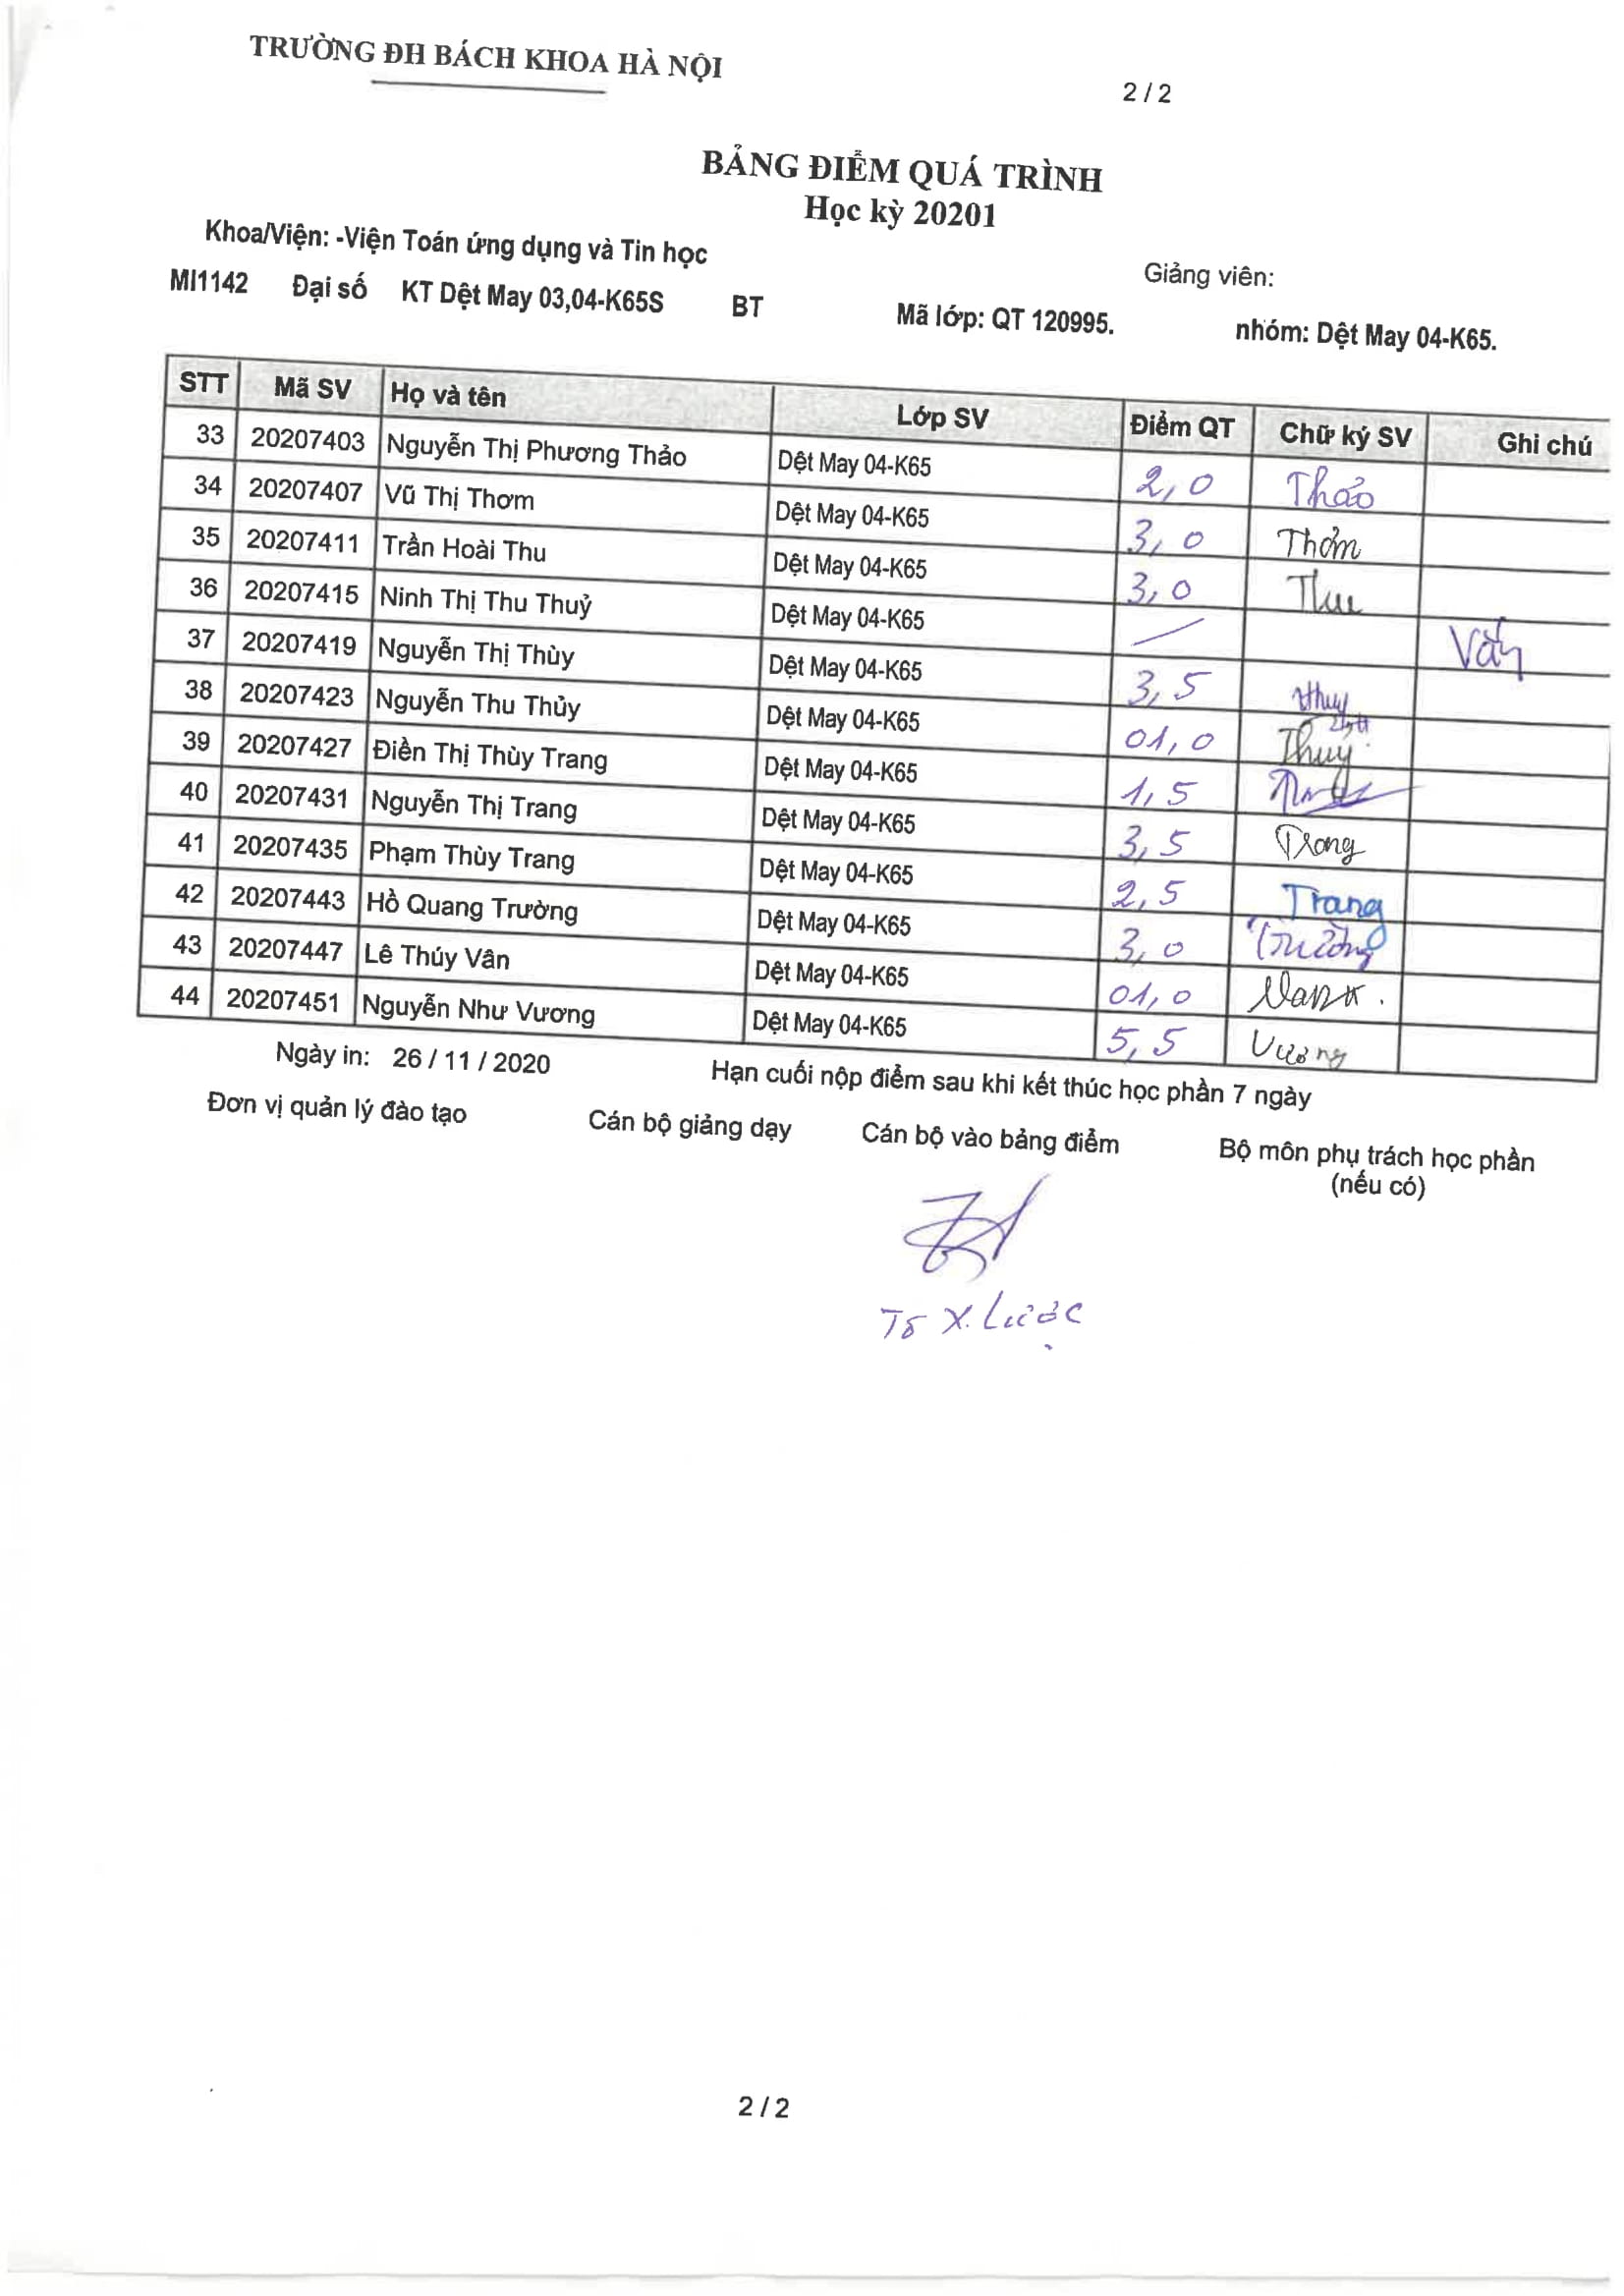 TRƯỜNG ĐH BÁCH KHOA HÀ NỘI
2 / 2
BẢNG ĐIỂM QUÁ TRÌNH
Học kỳ 20201
Khoa/Viện: -Viện Toán ứng dụng và Tin học
Giảng viên:
MI1142 Đại số KT Dệt May 03,04-K65S BT Mã lớp: QT 120995. nhóm: Dệt May 04-K65.
STT Mã SV Họ và tên Lớp SV Điểm QT Chữ ký SV Ghi chú
33 20207403 Nguyễn Thị Phương Thảo Dệt May 04-K65 2,0 Thảo
34 20207407 Vũ Thị Thơm Dệt May 04-K65 3,0 Thơm
35 20207411 Trần Hoài Thu Dệt May 04-K65 3,0 Thu
36 20207415 Ninh Thị Thu Thuỷ Dệt May 04-K65 / Vắng
37 20207419 Nguyễn Thị Thùy Dệt May 04-K65 3,5 thuy
38 20207423 Nguyễn Thu Thủy Dệt May 04-K65 01,0 Thuỷ
39 20207427 Điền Thị Thùy Trang Dệt May 04-K65 1,5
40 20207431 Nguyễn Thị Trang Dệt May 04-K65 3,5 Trang
41 20207435 Phạm Thùy Trang Dệt May 04-K65 2,5 Trang
42 20207443 Hồ Quang Trường Dệt May 04-K65 3,0 Trường
43 20207447 Lê Thúy Vân Dệt May 04-K65 01,0
44 20207451 Nguyễn Như Vương Dệt May 04-K65 5,5 Vương
Ngày in: 26 / 11 / 2020 Hạn cuối nộp điểm sau khi kết thúc học phần 7 ngày
Đơn vị quản lý đào tạo Cán bộ giảng dạy Cán bộ vào bảng điểm Bộ môn phụ trách học phần
(nếu có)
X. Lược
2 / 2